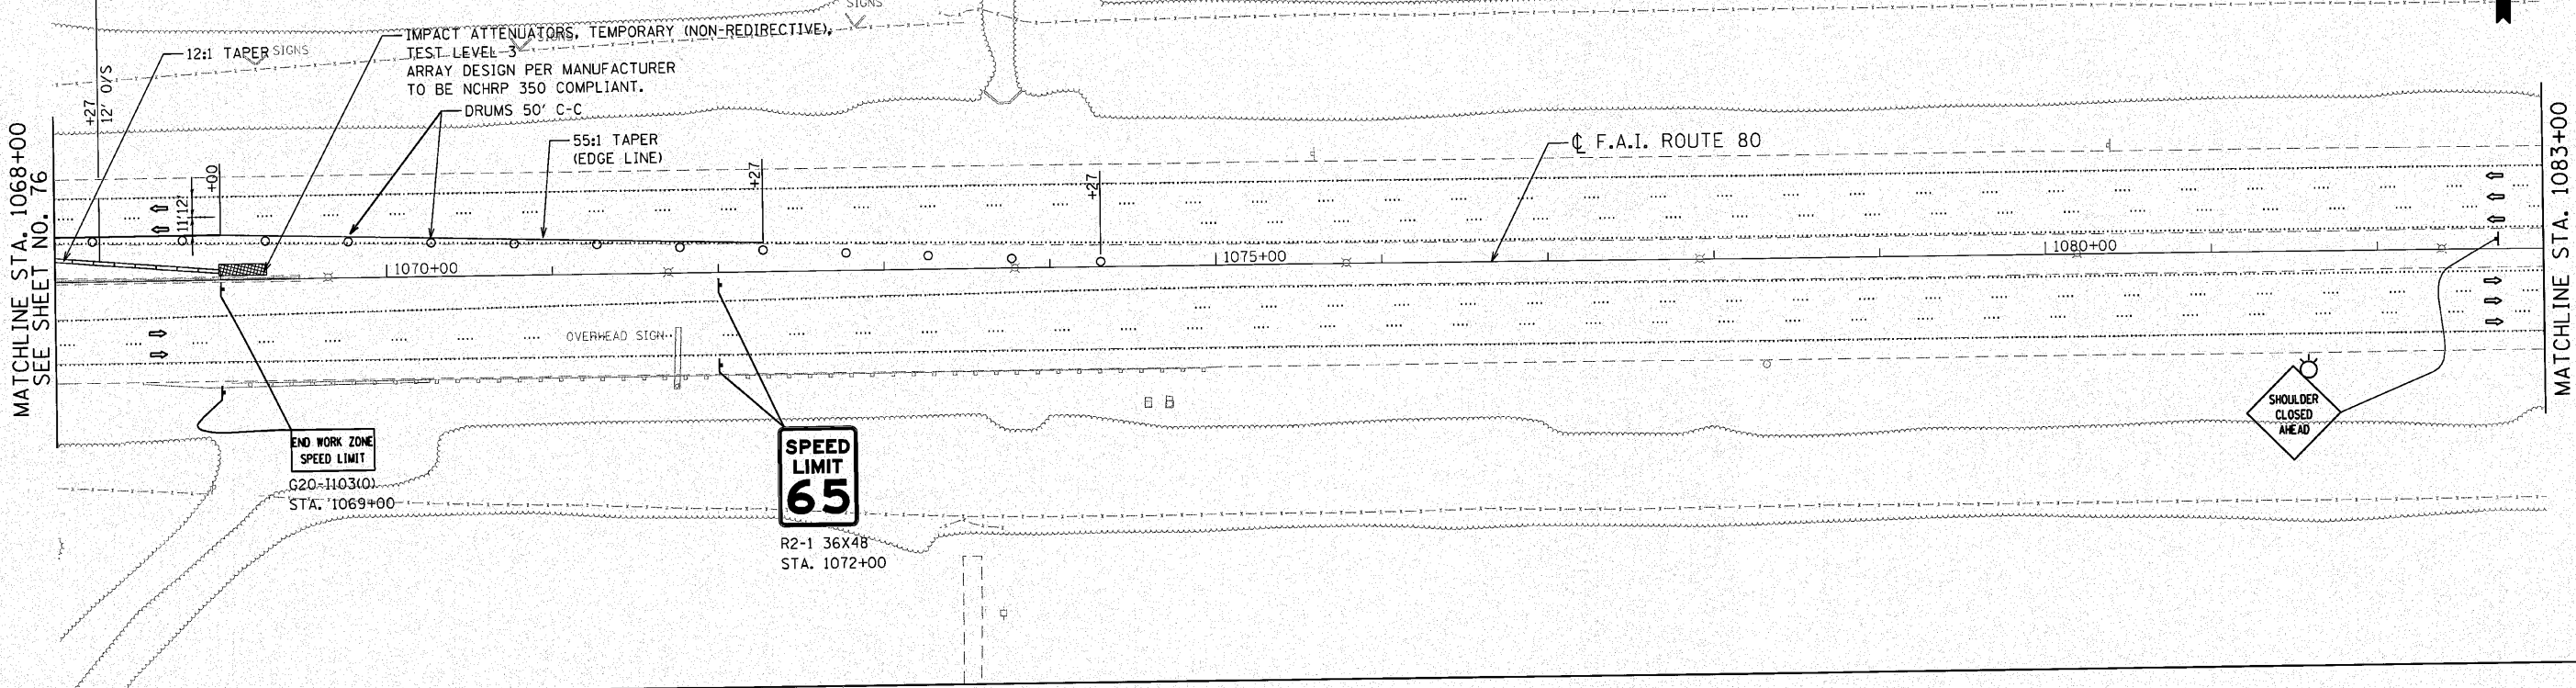 SIGNS
12:1 TAPER
SIGNS
IMPACT ATTENUATORS, TEMPORARY (NON-REDIRECTIVE),
TEST LEVEL 3
SIGNS
ARRAY DESIGN PER MANUFACTURER
TO BE NCHRP 350 COMPLIANT.
DRUMS 50' C-C
55:1 TAPER
(EDGE LINE)
℄ F.A.I. ROUTE 80
+27
12' O/S
+00
11'
12'
+27
+27
MATCHLINE STA. 1068+00
SEE SHEET NO. 76
MATCHLINE STA. 1083+00
1070+00
1075+00
1080+00
OVERHEAD SIGN
END WORK ZONE
SPEED LIMIT
G20-I103(O)
STA. 1069+00
SPEED
LIMIT
65
R2-1 36X48
STA. 1072+00
SHOULDER
CLOSED
AHEAD